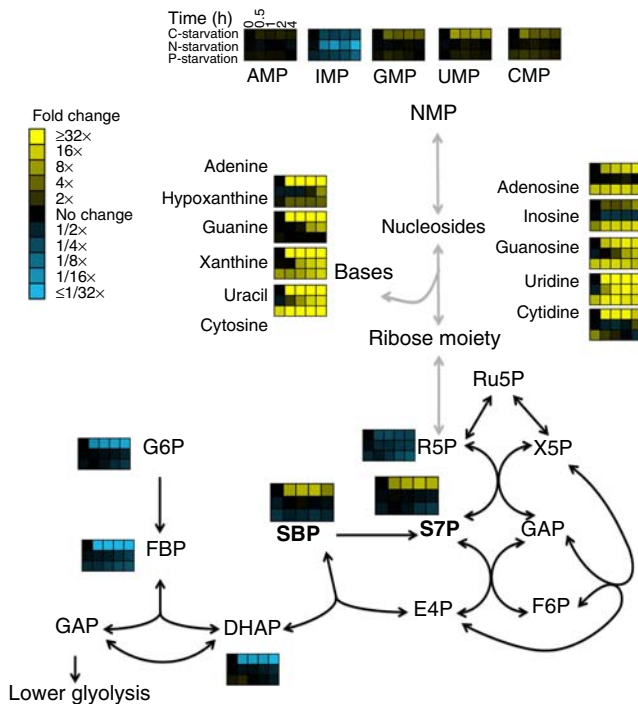 Time (h)
0 0.5 1 2 4
C-starvation
N-starvation
P-starvation
AMP IMP GMP UMP CMP
NMP
Fold change
≥32×
16×
8×
4×
2×
No change
1/2×
1/4×
1/8×
1/16×
≤1/32×
Adenine
Hypoxanthine
Guanine
Xanthine
Bases
Uracil
Cytosine
Nucleosides
Adenosine
Inosine
Guanosine
Uridine
Cytidine
Ribose moiety
Ru5P
G6P
R5P
X5P
FBP
SBP
S7P
GAP
GAP
DHAP
E4P
F6P
Lower glyolysis